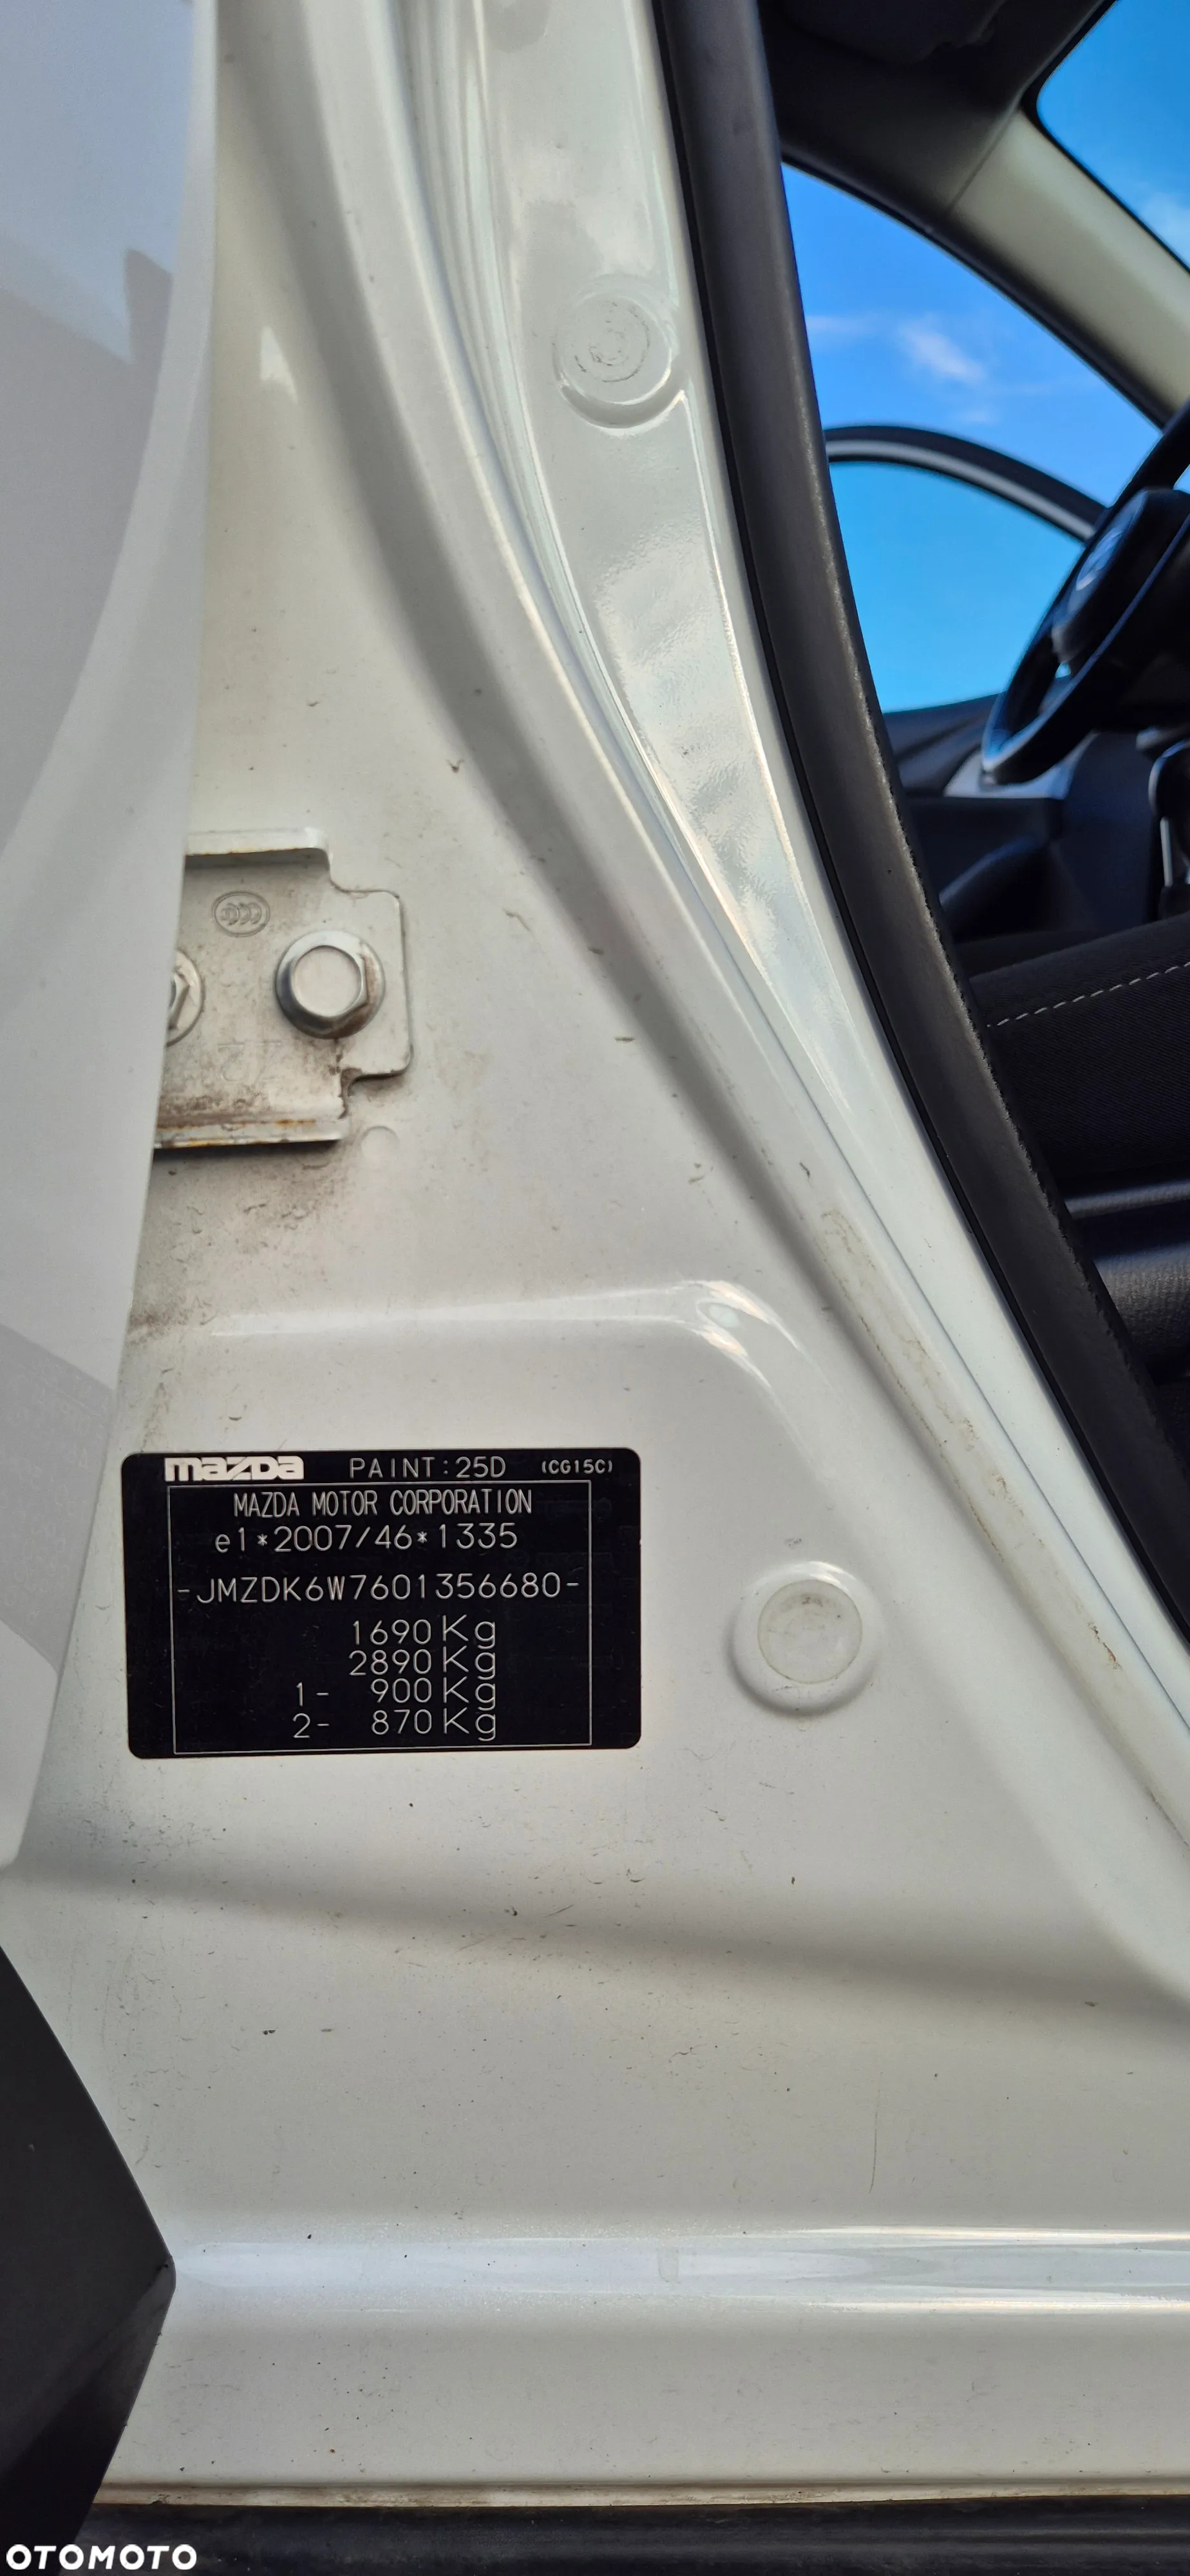 mazda PAINT:25D (CG15C)
MAZDA MOTOR CORPORATION
e1*2007/46*1335
-JMZDK6W7601356680-
1690Kg
2890Kg
1- 900Kg
2- 870Kg
OTOMOTO